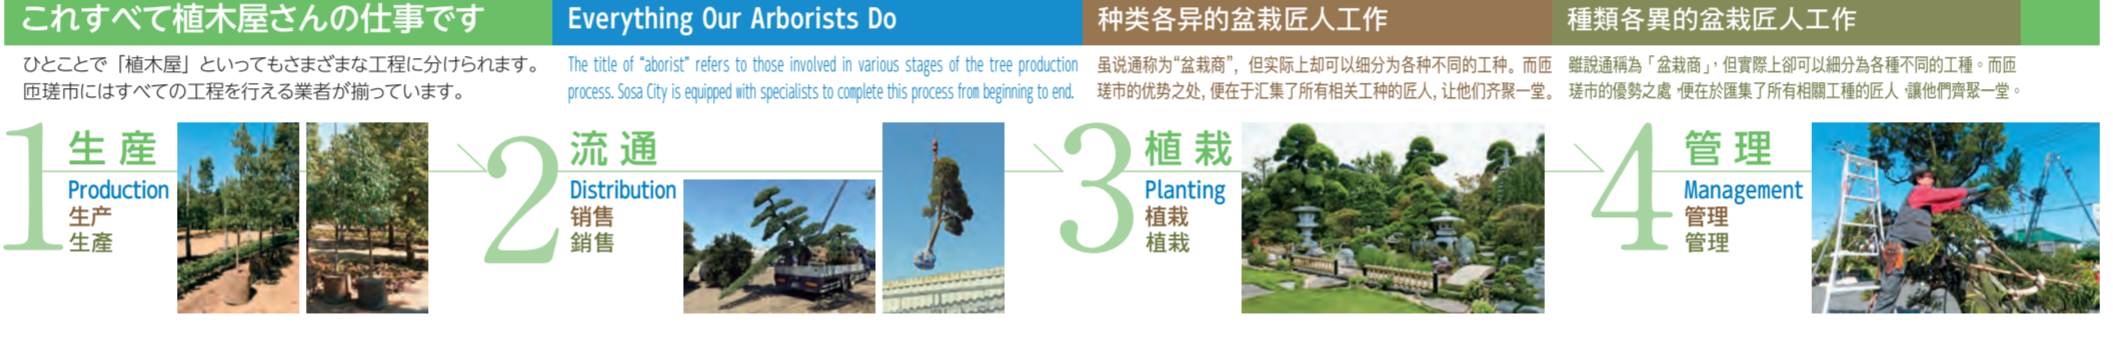 これすべて植木屋さんの仕事です
ひとことで「植木屋」といってもさまざまな工程に分けられます。
匝瑳市にはすべての工程を行える業者が揃っています。
Everything Our Arborists Do
The title of “aborist” refers to those involved in various stages of the tree production
process. Sosa City is equipped with specialists to complete this process from beginning to end.
种类各异的盆栽匠人工作
虽说通称为“盆栽商”，但实际上却可以细分为各种不同的工种。而匝
瑳市的优势之处，便在于汇集了所有相关工种的匠人，让他们齐聚一堂。
種類各異的盆栽匠人工作
雖說通稱為「盆栽商」，但實際上卻可以細分為各種不同的工種。而匝
瑳市的優勢之處，便在於匯集了所有相關工種的匠人，讓他們齊聚一堂。
1
生産
Production
生产
生產
2
流通
Distribution
销售
銷售
3
植栽
Planting
植栽
植栽
4
管理
Management
管理
管理